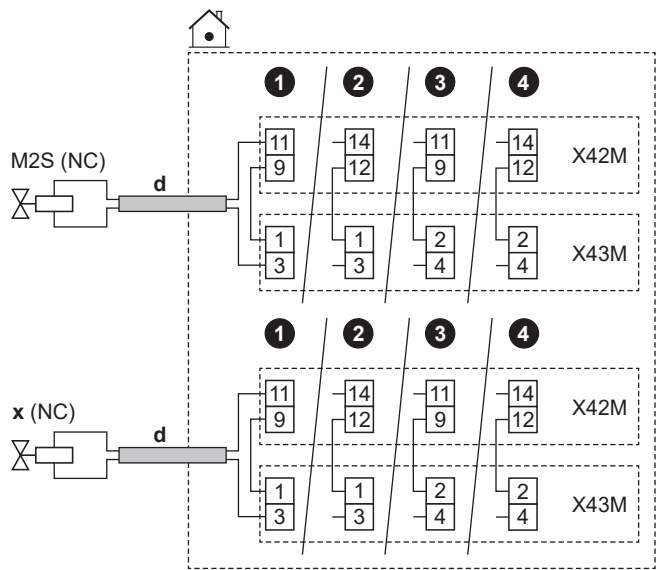 1 2 3 4
11 14 11 14
X42M
9 12 9 12
M2S (NC)
d
1 1 2 2
X43M
3 3 4 4
1 2 3 4
11 14 11 14
X42M
9 12 9 12
x (NC)
d
1 1 2 2
X43M
3 3 4 4